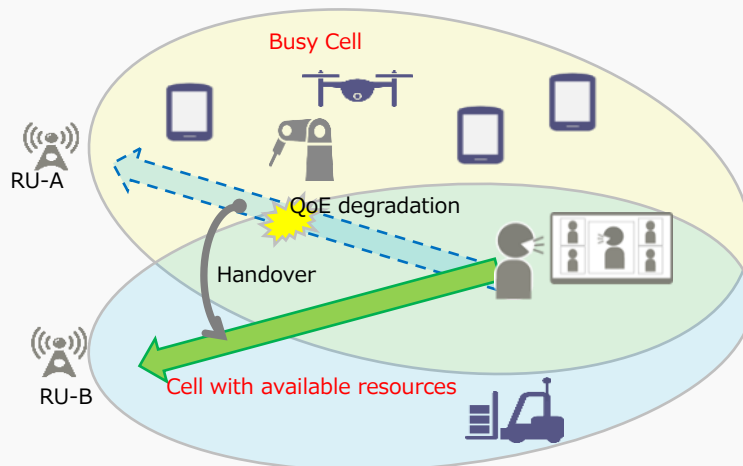 Busy Cell
RU-A
QoE degradation
Handover
Cell with available resources
RU-B